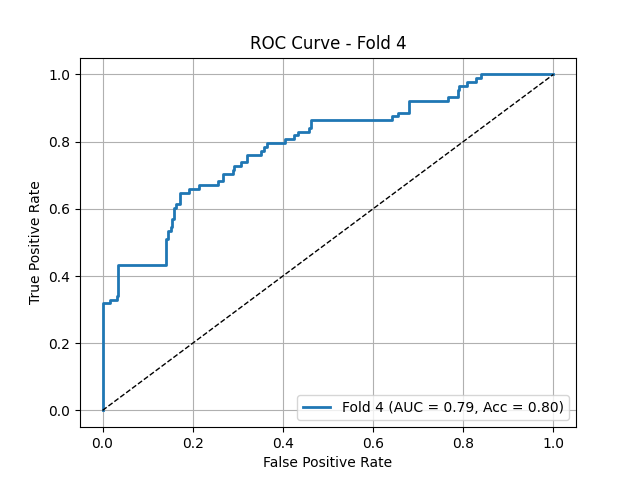 ROC Curve - Fold 4
True Positive Rate
1.0
0.8
0.6
0.4
0.2
0.0
Fold 4 (AUC = 0.79, Acc = 0.80)
0.0 0.2 0.4 0.6 0.8 1.0
False Positive Rate